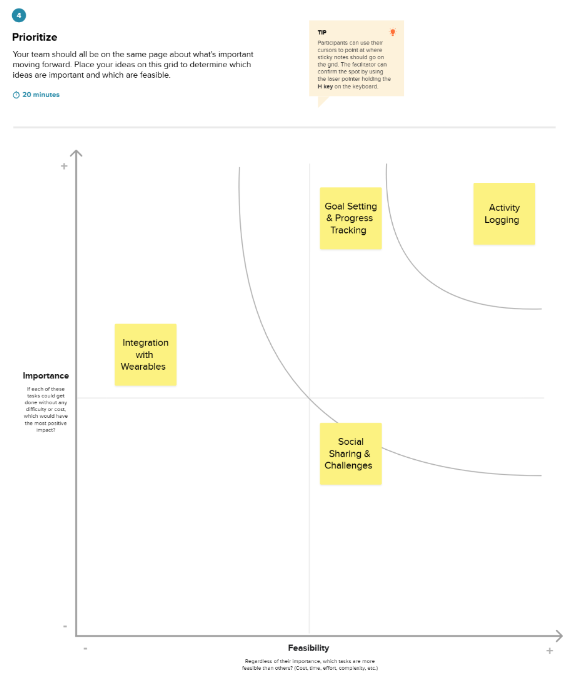 4
Prioritize
Your team should all be on the same page about what's important
moving forward. Place your ideas on this grid to determine which
ideas are important and which are feasible.
20 minutes
TIP
Participants can use their
cursors to point at where
sticky notes should go on
the grid. The facilitator can
confirm the spot by using
the laser pointer holding the
H key on the keyboard.
+
Goal Setting
& Progress
Tracking
Activity
Logging
Integration
with
Wearables
Importance
If each of these
tasks could get
done without any
difficulty or cost,
which would have
the most positive
impact?
Social
Sharing &
Challenges
-
-
Feasibility
+
Regardless of their importance, which tasks are more
feasible than others? (Cost, time, effort, complexity, etc.)